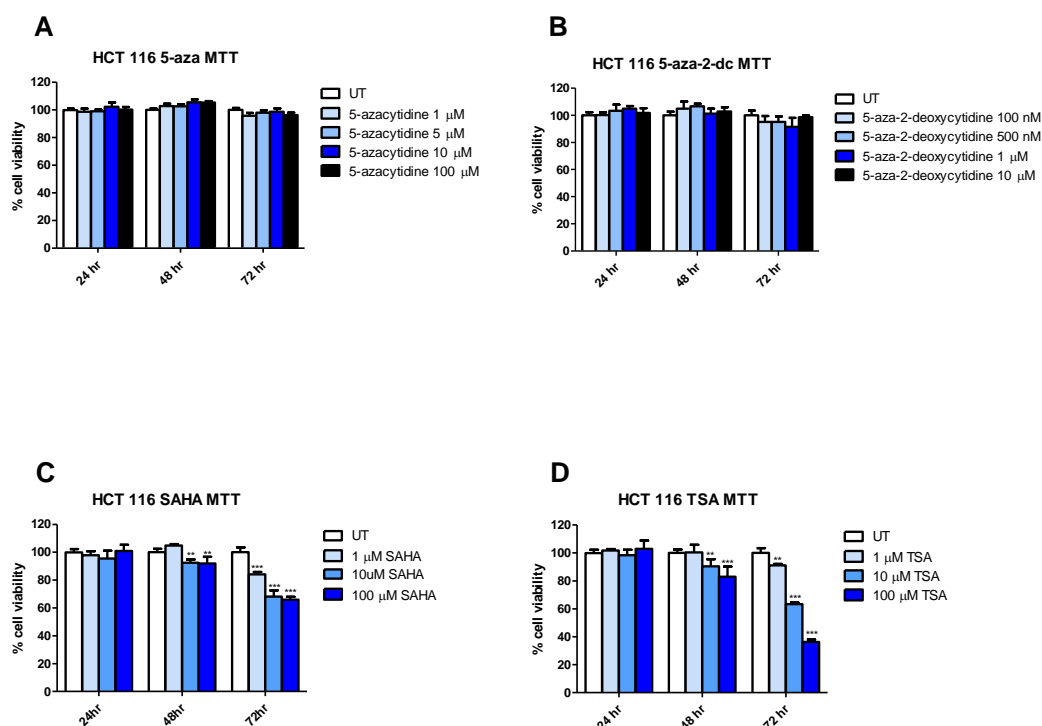 A
HCT 116 5-aza MTT
% cell viability
120
100
80
60
40
20
0
24 hr
48 hr
72 hr
UT
5-azacytidine 1 μM
5-azacytidine 5 μM
5-azacytidine 10 μM
5-azacytidine 100 μM
B
HCT 116 5-aza-2-dc MTT
% cell viability
120
100
80
60
40
20
0
24 hr
48 hr
72 hr
UT
5-aza-2-deoxycytidine 100 nM
5-aza-2-deoxycytidine 500 nM
5-aza-2-deoxycytidine 1 μM
5-aza-2-deoxycytidine 10 μM
C
HCT 116 SAHA MTT
% cell viability
120
100
80
60
40
20
0
** **
*** *** ***
24hr
48hr
72hr
UT
1 μM SAHA
10uM SAHA
100 μM SAHA
D
HCT 116 TSA MTT
% cell viability
120
100
80
60
40
20
0
** ***
** *** ***
24 hr
48 hr
72 hr
UT
1 μM TSA
10 μM TSA
100 μM TSA